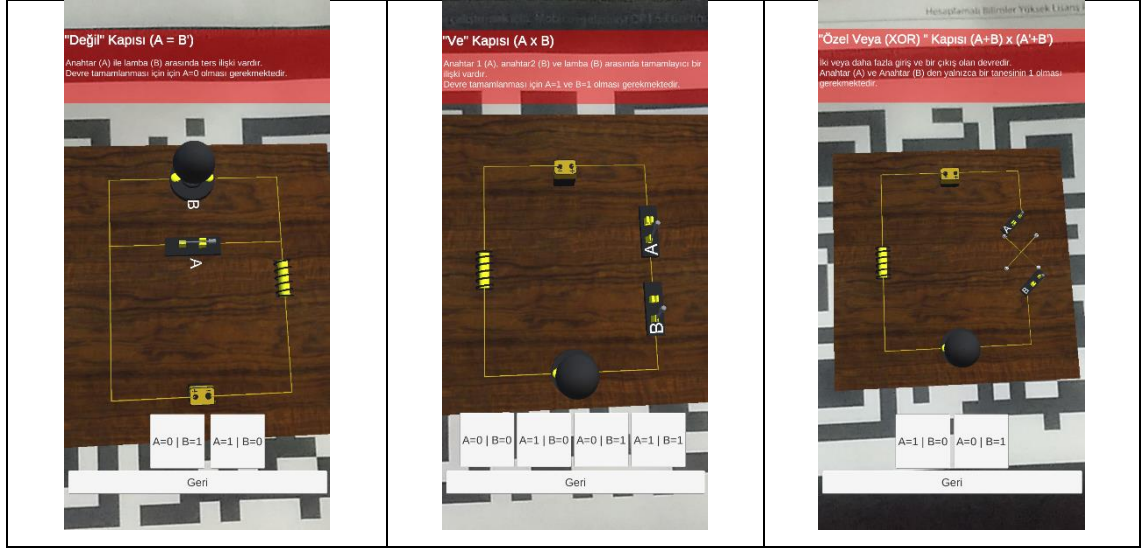 "Değil" Kapısı (A = B')
Anahtar (A) ile lamba (B) arasında ters ilişki vardır.
Devre tamamlanması için için A=0 olması gerekmektedir.
B
A
A=0 | B=1
A=1 | B=0
Geri
"Ve" Kapısı (A x B)
Anahtar 1 (A), anahtar2 (B) ve lamba (B) arasında tamamlayıcı bir
ilişki vardır.
Devre tamamlanması için A=1 ve B=1 olması gerekmektedir.
A
B
A=0 | B=0
A=1 | B=0
A=0 | B=1
A=1 | B=1
Geri
Hesaplamalı Bilimler Yüksek Lisans
"Özel Veya (XOR) " Kapısı (A+B) x (A'+B')
İki veya daha fazla giriş ve bir çıkış olan devredir.
Anahtar (A) ve Anahtar (B) den yalnızca bir tanesinin 1 olması
gerekmektedir.
A
B
A=1 | B=0
A=0 | B=1
Geri